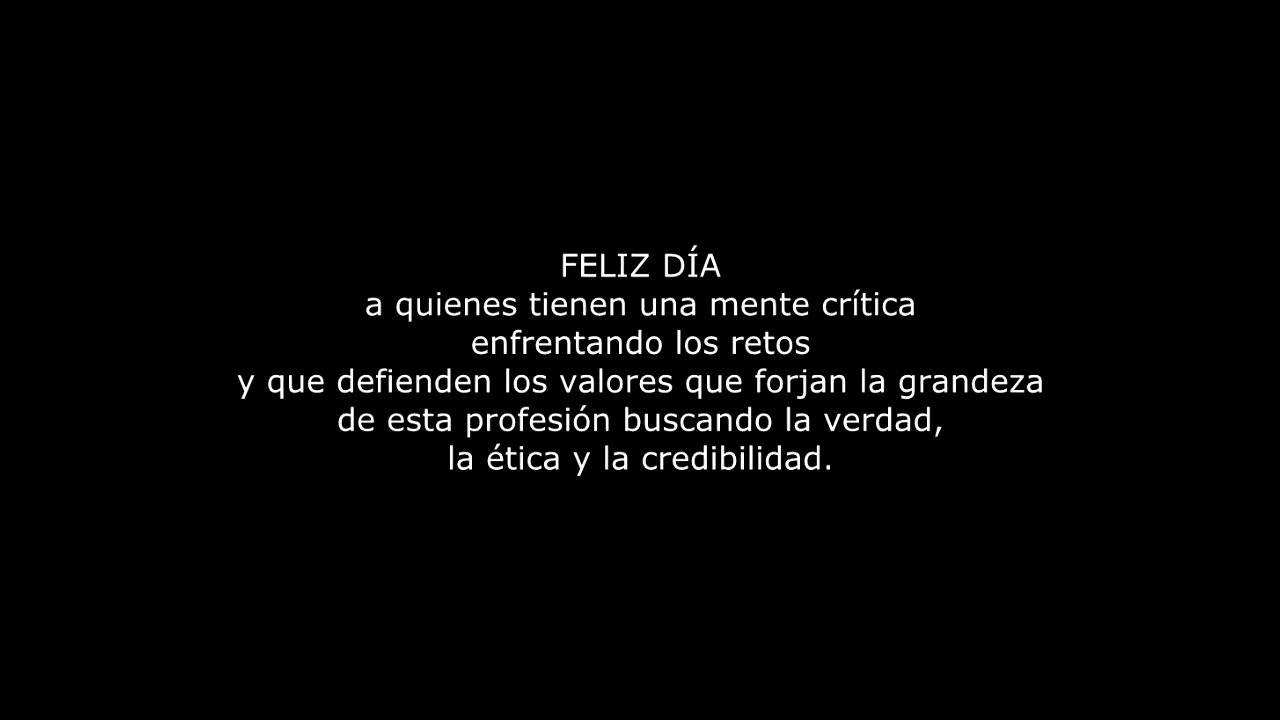 FELIZ DÍA
a quienes tienen una mente crítica
enfrentando los retos
y que defienden los valores que forjan la grandeza
de esta profesión buscando la verdad,
la ética y la credibilidad.